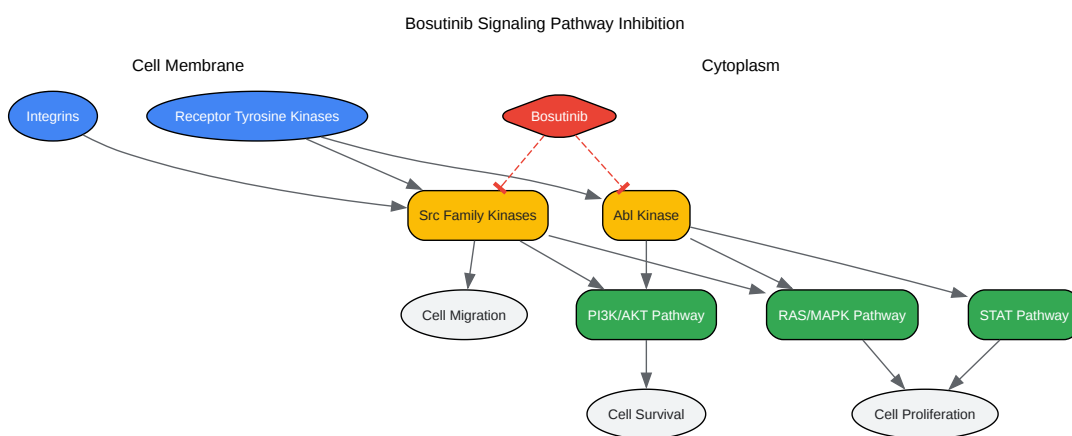 Bosutinib Signaling Pathway Inhibition
Cell Membrane
Cytoplasm
Integrins
Receptor Tyrosine Kinases
Bosutinib
Src Family Kinases
Abl Kinase
Cell Migration
PI3K/AKT Pathway
RAS/MAPK Pathway
STAT Pathway
Cell Survival
Cell Proliferation